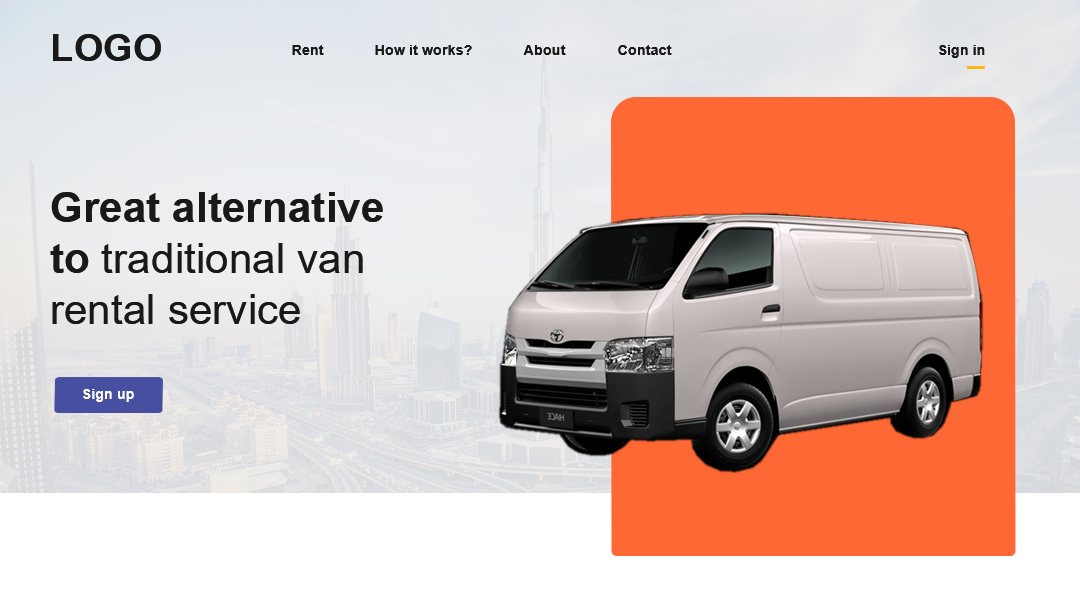 LOGO
Rent How it works? About Contact Sign in
Great alternative
to traditional van
rental service
Sign up
HIACE